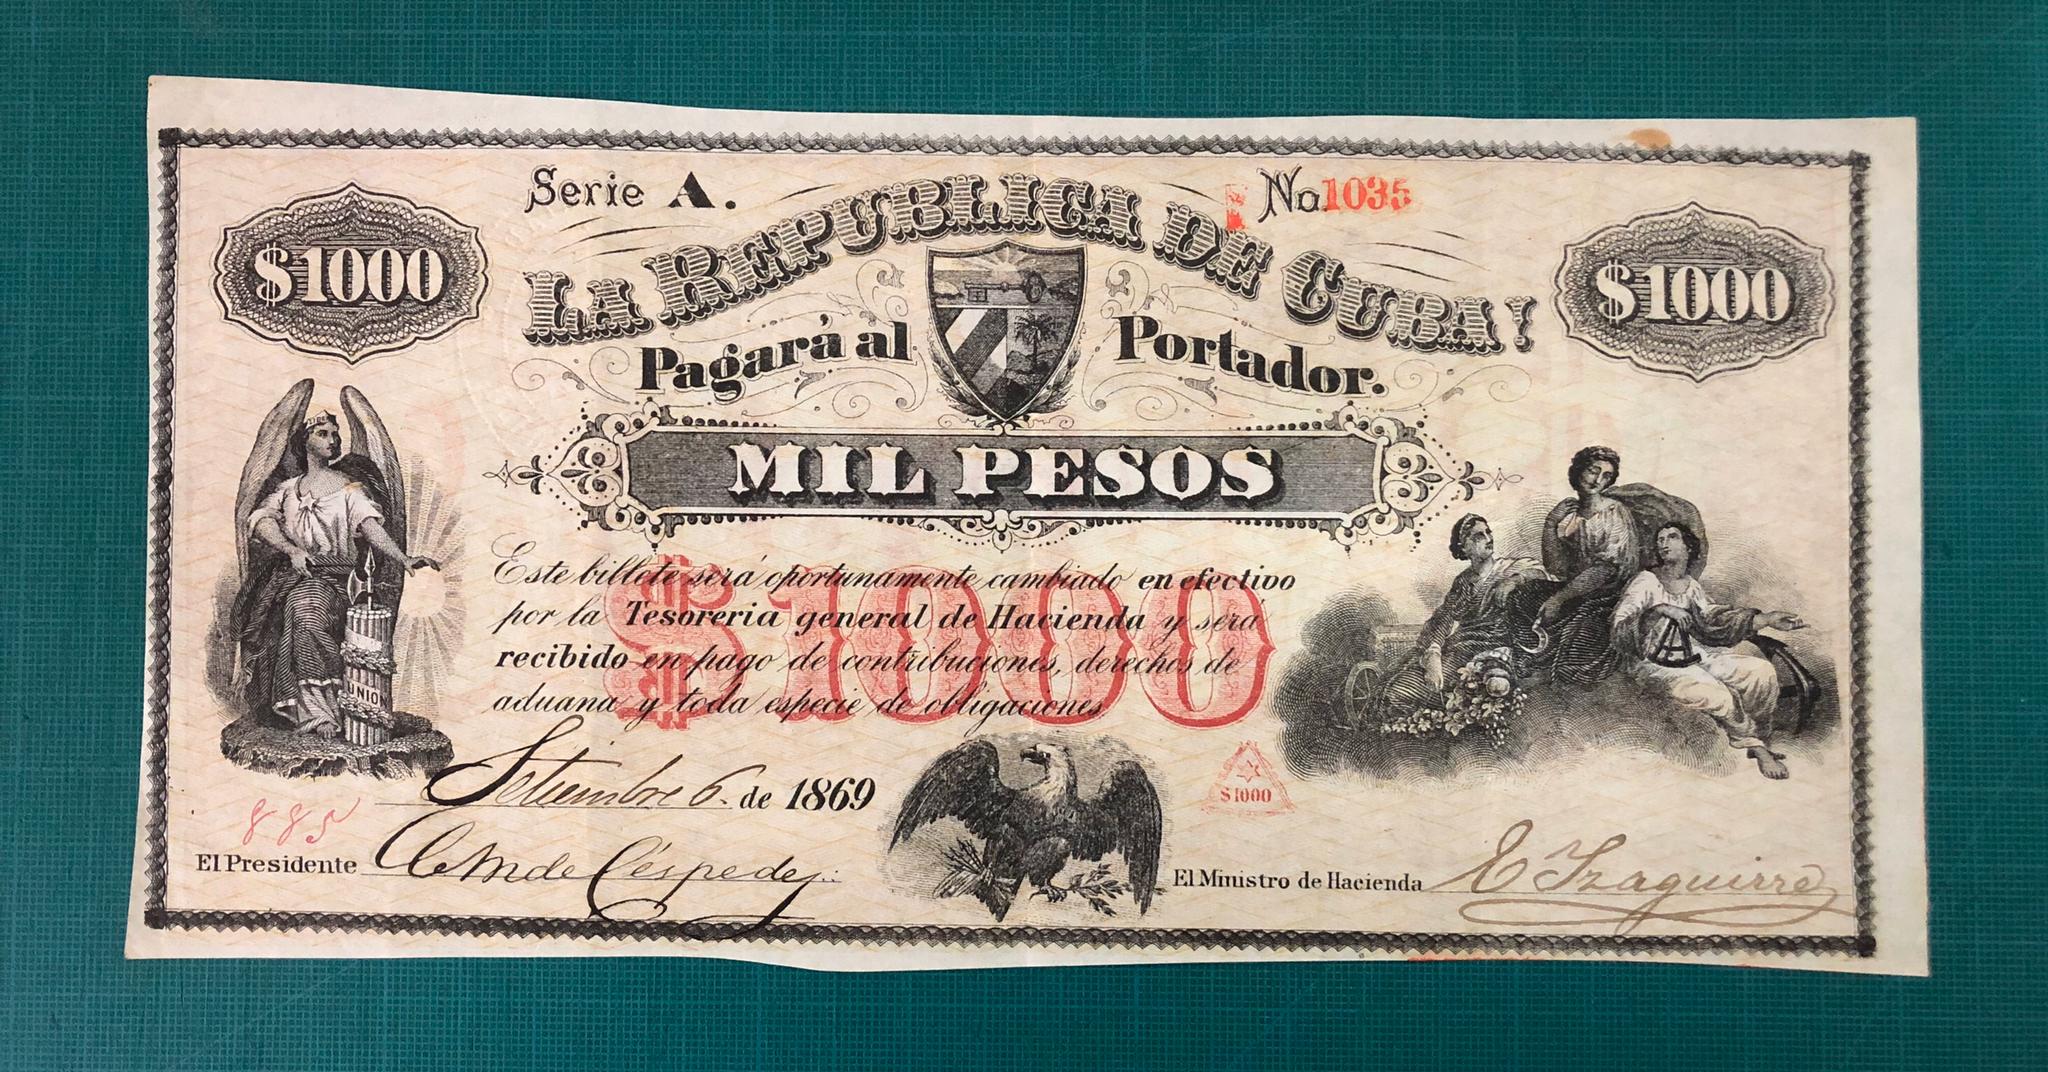 Serie A.
No. 1035
LA REPUBLICA DE CUBA!
$1000
$1000
Pagará al Portador.
MIL PESOS
$1000
Este billete será oportunamente cambiado en efectivo
por la Tesoreria general de Hacienda y será
recibido en pago de contribuciones, derechos de
aduana y toda especie de obligaciones
UNION
Setiembre 6. de 1869
$1000
885
El Presidente C M de Céspedes
El Ministro de Hacienda E Izaguirre